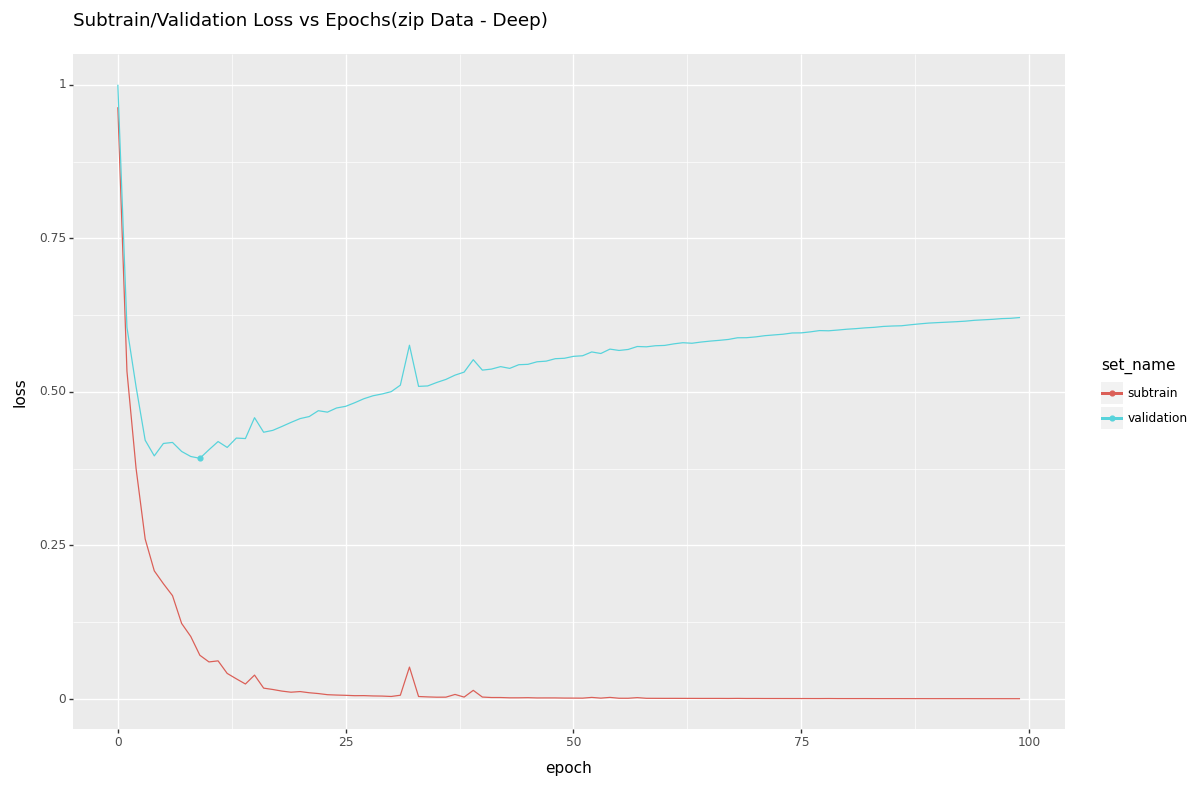 Subtrain/Validation Loss vs Epochs(zip Data - Deep)
1
0.75
0.50
0.25
0
loss
0
25
50
75
100
epoch
set_name
subtrain
validation